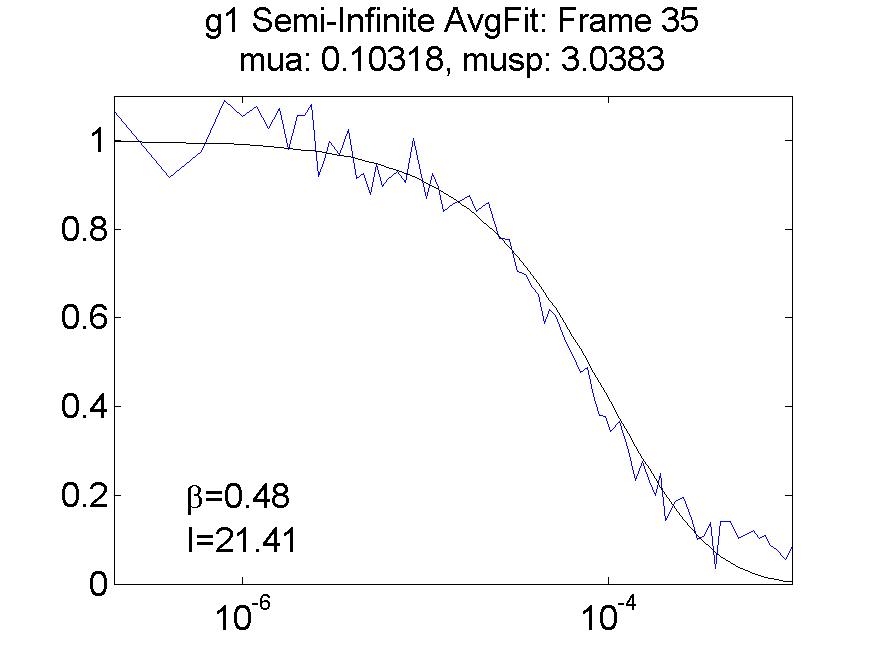 g1 Semi-Infinite AvgFit: Frame 35
mua: 0.10318, musp: 3.0383
1
0.8
0.6
0.4
0.2
0
β=0.48
I=21.41
10^-6
10^-4